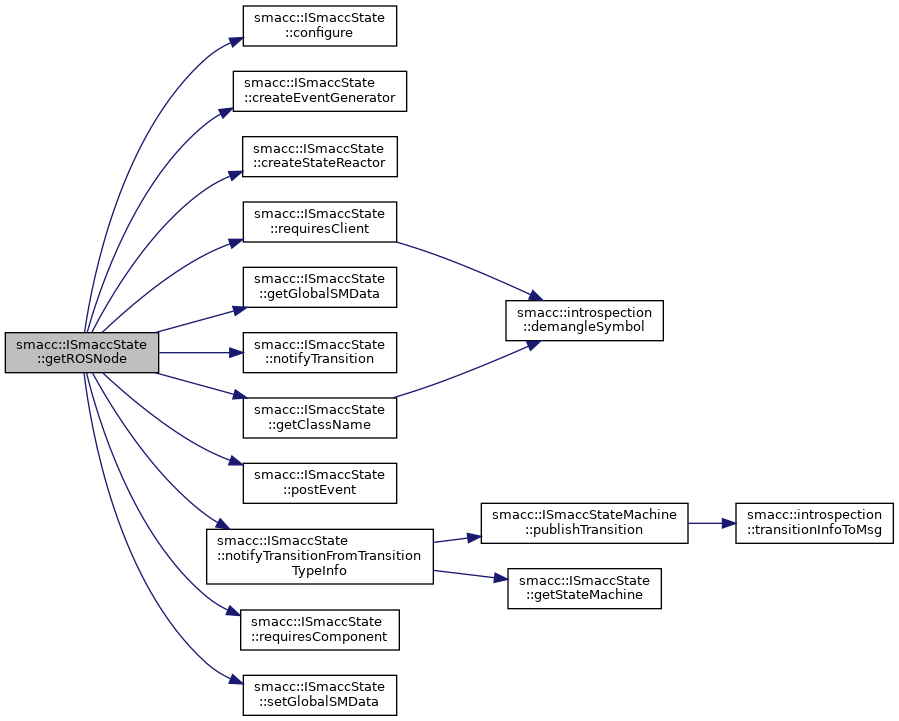 smacc::ISmaccState
::getROSNode
smacc::ISmaccState
::configure
smacc::ISmaccState
::createEventGenerator
smacc::ISmaccState
::createStateReactor
smacc::ISmaccState
::requiresClient
smacc::ISmaccState
::getGlobalSMData
smacc::ISmaccState
::notifyTransition
smacc::ISmaccState
::getClassName
smacc::ISmaccState
::postEvent
smacc::ISmaccState
::notifyTransitionFromTransition
TypeInfo
smacc::ISmaccState
::requiresComponent
smacc::ISmaccState
::setGlobalSMData
smacc::introspection
::demangleSymbol
smacc::ISmaccStateMachine
::publishTransition
smacc::ISmaccState
::getStateMachine
smacc::introspection
::transitionInfoToMsg